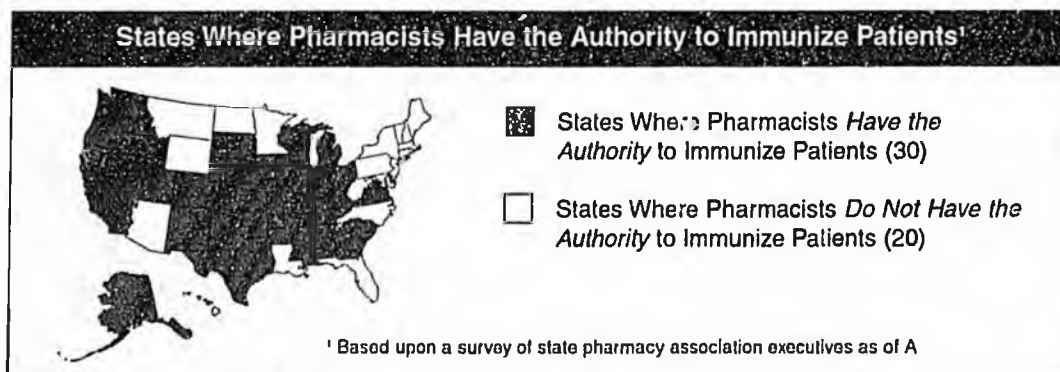 States Where Pharmacists Have the Authority to Immunize Patients¹
States Where Pharmacists Have the
Authority to Immunize Patients (30)
States Where Pharmacists Do Not Have the
Authority to Immunize Patients (20)
¹ Based upon a survey of state pharmacy association executives as of A